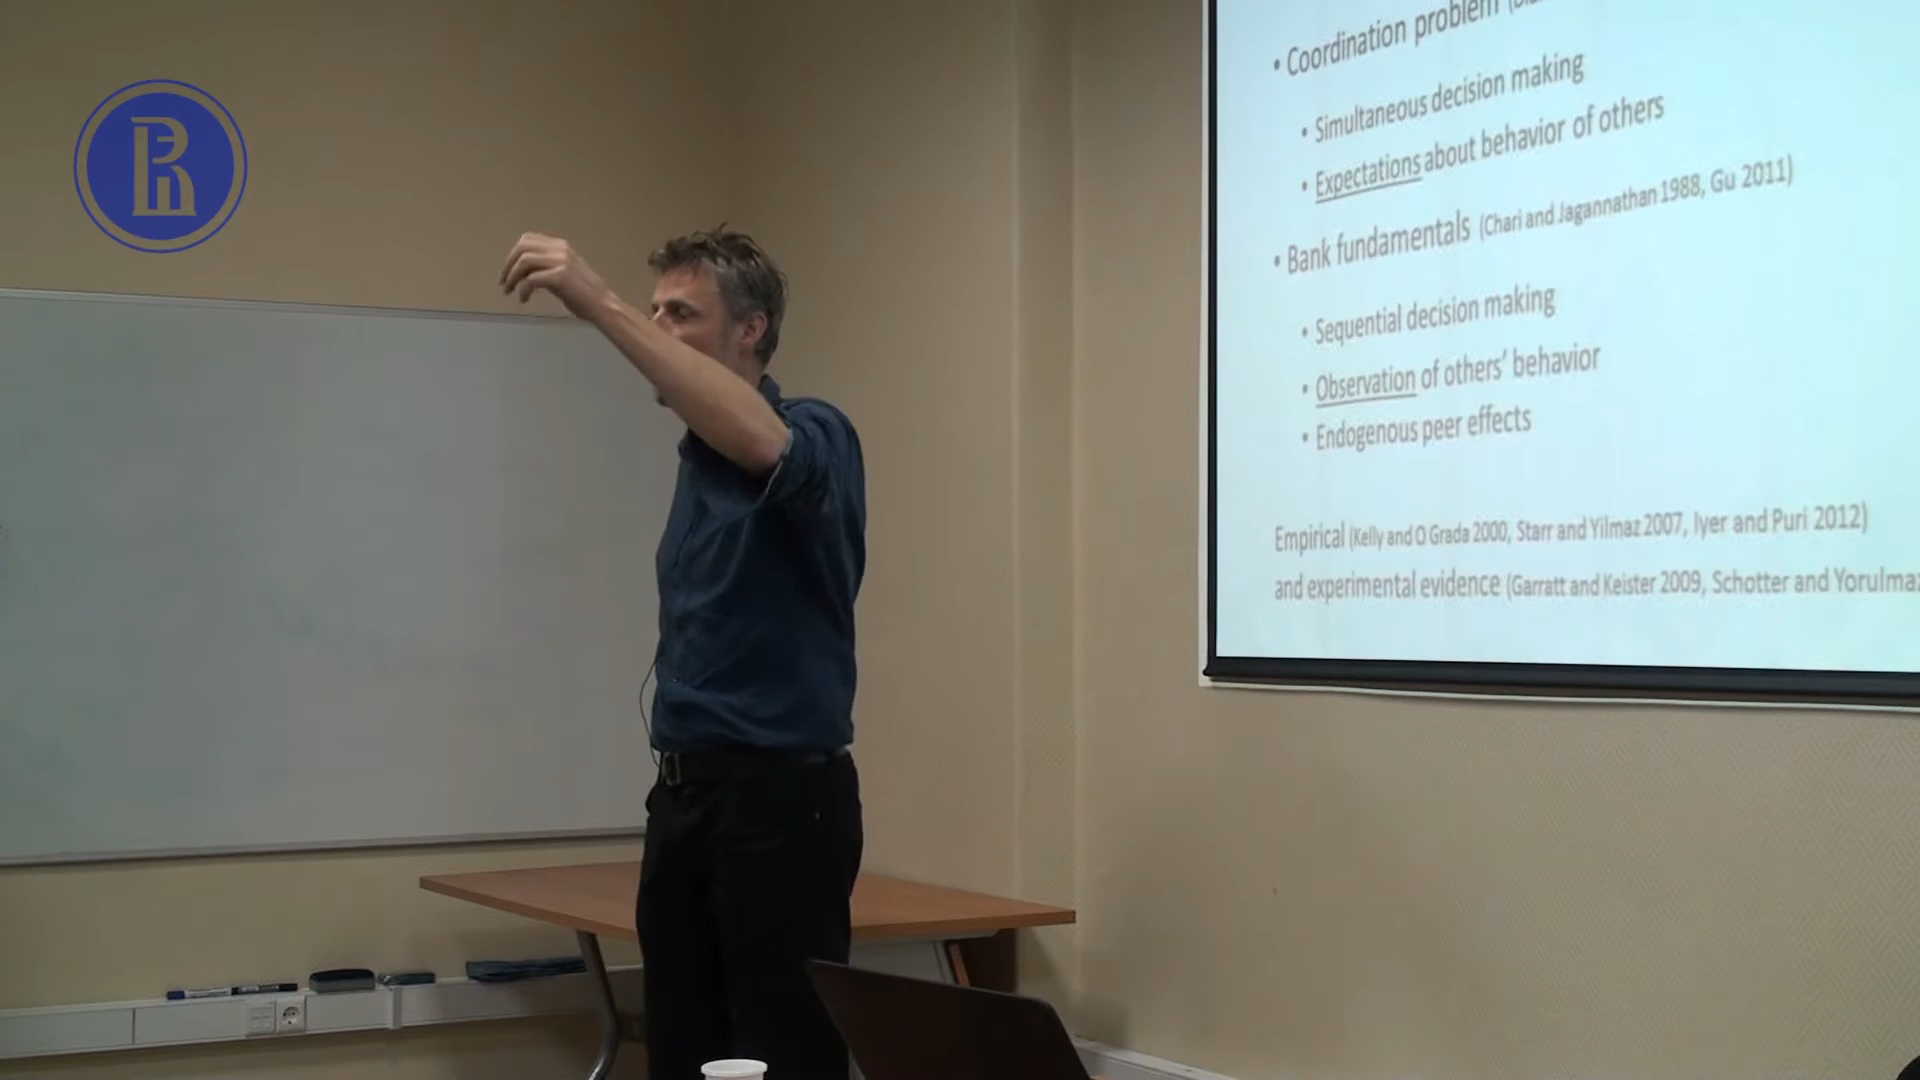 • Coordination problem
• Simultaneous decision making
• Expectations about behavior of others
• Bank fundamentals (Chari and Jagannathan 1988, Gu 2011)
• Sequential decision making
• Observation of others’ behavior
• Endogenous peer effects
Empirical (Kelly and O Grada 2000, Starr and Yilmaz 2007, Iyer and Puri 2012)
and experimental evidence (Garratt and Keister 2009, Schotter and